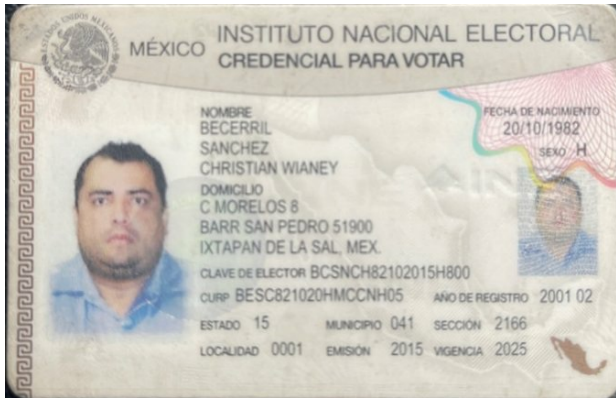 MÉXICO INSTITUTO NACIONAL ELECTORAL
CREDENCIAL PARA VOTAR
NOMBRE
BECERRIL
SANCHEZ
CHRISTIAN WIANEY
FECHA DE NACIMIENTO
20/10/1982
SEXO H
DOMICILIO
C MORELOS 8
BARR SAN PEDRO 51900
IXTAPAN DE LA SAL, MEX.
CLAVE DE ELECTOR BCSNCH82102015H800
CURP BESC821020HMCCNH05 AÑO DE REGISTRO 2001 02
ESTADO 15 MUNICIPIO 041 SECCIÓN 2166
LOCALIDAD 0001 EMISIÓN 2015 VIGENCIA 2025